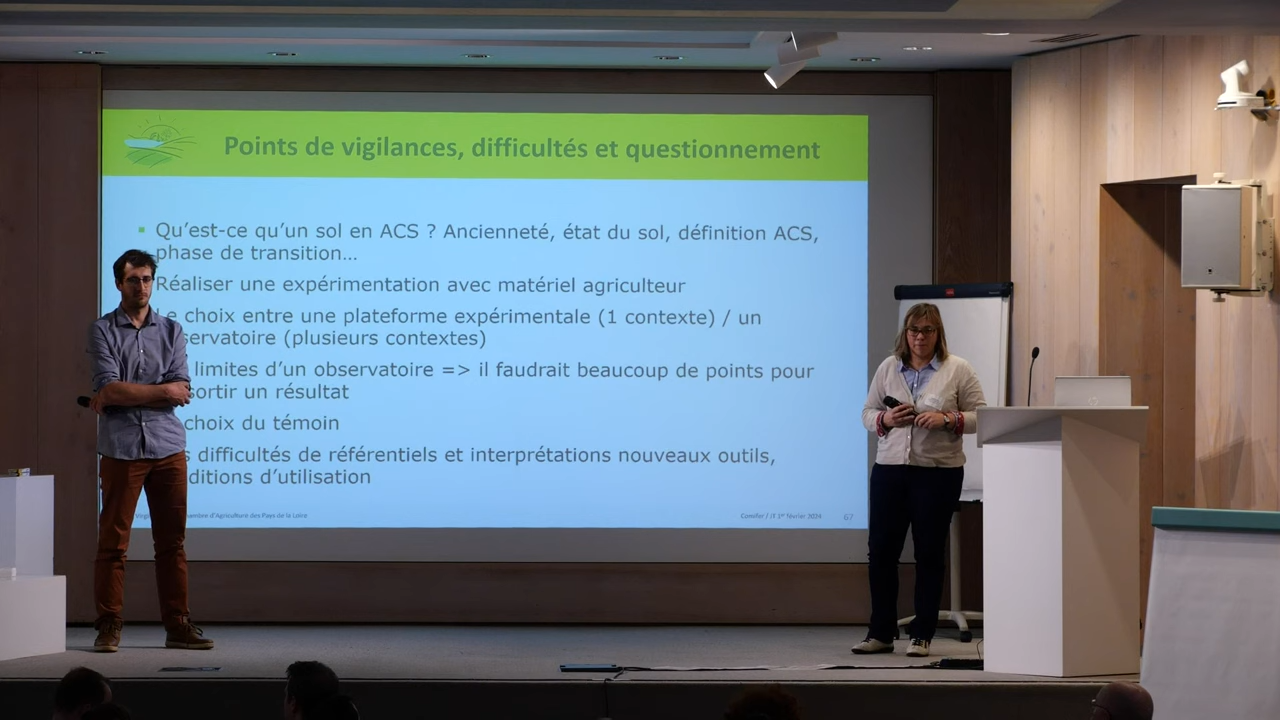 Points de vigilances, difficultés et questionnement
▪ Qu'est-ce qu'un sol en ACS ? Ancienneté, état du sol, définition ACS,
phase de transition…
Réaliser une expérimentation avec matériel agriculteur
e choix entre une plateforme expérimentale (1 contexte) / un
servatoire (plusieurs contextes)
limites d'un observatoire => il faudrait beaucoup de points pour
sortir un résultat
choix du témoin
s difficultés de référentiels et interprétations nouveaux outils,
ditions d'utilisation
d'Agriculture des Pays de la Loire
Comifer / JT 1er février 2024
67